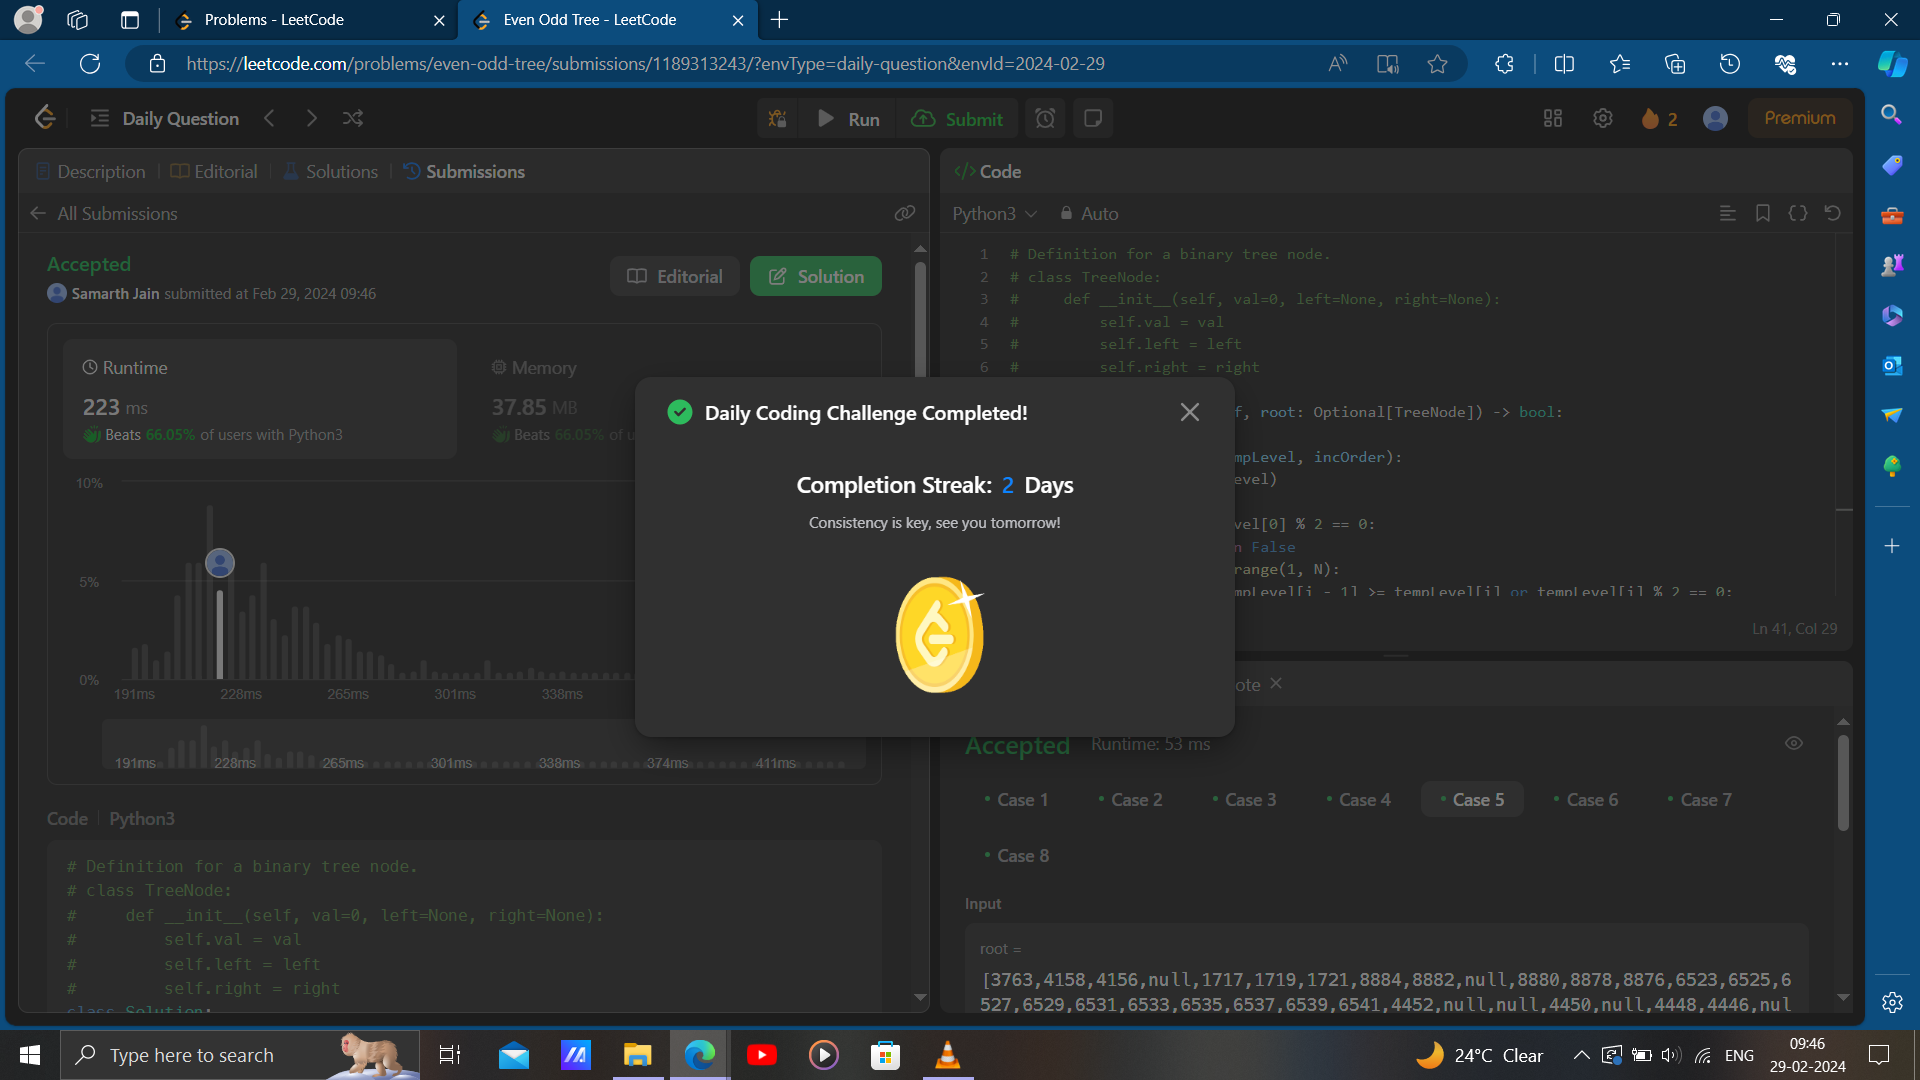 Problems - LeetCode
Even Odd Tree - LeetCode
https://leetcode.com/problems/even-odd-tree/submissions/1189313243/?envType=daily-question&envId=2024-02-29
Daily Question
Run
Submit
2
Premium
Description
Editorial
Solutions
Submissions
All Submissions
Accepted
Samarth Jain submitted at Feb 29, 2024 09:46
Editorial
Solution
Runtime
223 ms
Beats 66.05% of users with Python3
Memory
37.85 MB
Beats 66.05% of u
10%
5%
0%
191ms 228ms 265ms 301ms 338ms
191ms 228ms 265ms 301ms 338ms 374ms 411ms
Code
Python3
# Definition for a binary tree node.
# class TreeNode:
#     def __init__(self, val=0, left=None, right=None):
#         self.val = val
#         self.left = left
#         self.right = right
class Solution:
Daily Coding Challenge Completed!
Completion Streak: 2 Days
Consistency is key, see you tomorrow!
Code
Python3
Auto
1 # Definition for a binary tree node.
2 # class TreeNode:
3 #     def __init__(self, val=0, left=None, right=None):
4 #         self.val = val
5 #         self.left = left
6 #         self.right = right
f, root: Optional[TreeNode]) -> bool:
mpLevel, incOrder):
evel)
vel[0] % 2 == 0:
n False
range(1, N):
mpLevel[i - 1] >= tempLevel[i] or tempLevel[i] % 2 == 0:
Ln 41, Col 29
ote
Accepted
Runtime: 53 ms
Case 1
Case 2
Case 3
Case 4
Case 5
Case 6
Case 7
Case 8
Input
root =
[3763,4158,4156,null,1717,1719,1721,8884,8882,null,8880,8878,8876,6523,6525,6
527,6529,6531,6533,6535,6537,6539,6541,4452,null,null,4450,null,4448,4446,nul
Type here to search
24°C Clear
ENG
09:46
29-02-2024